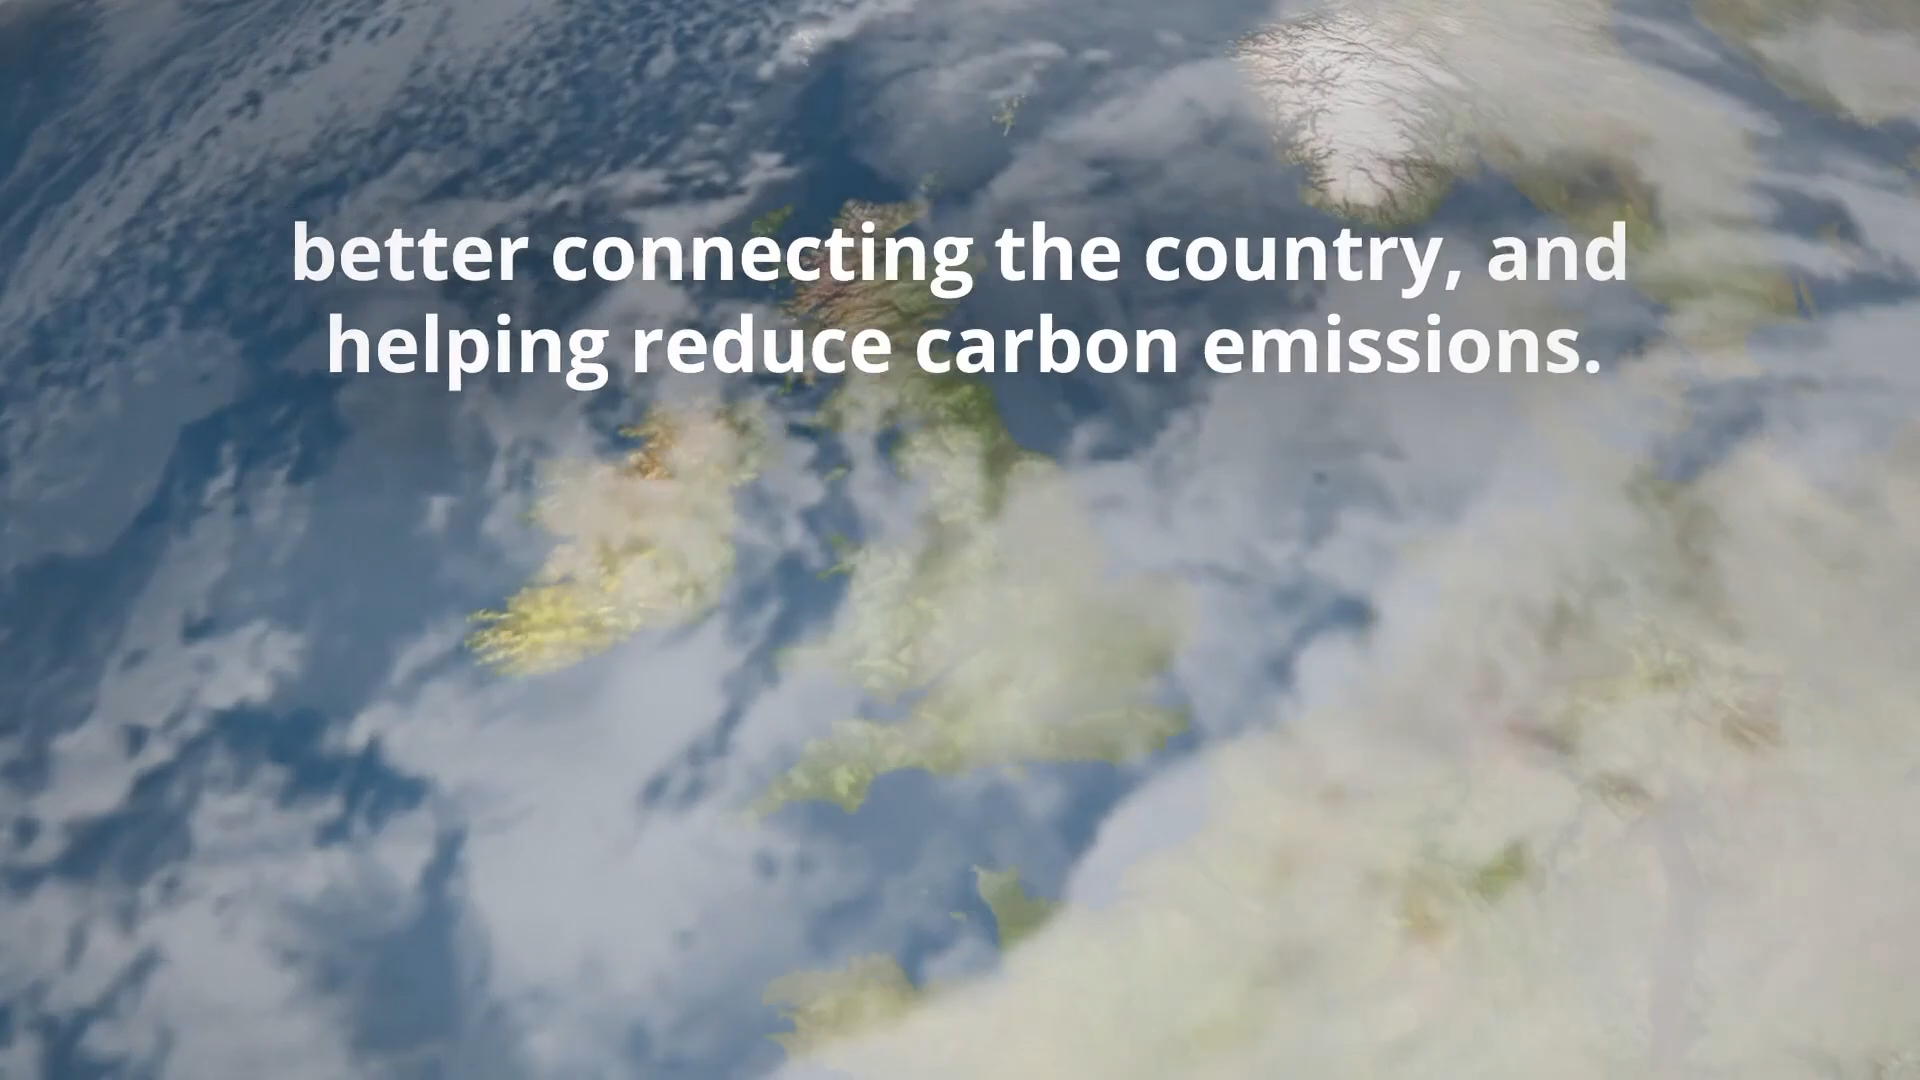 better connecting the country, and
helping reduce carbon emissions.